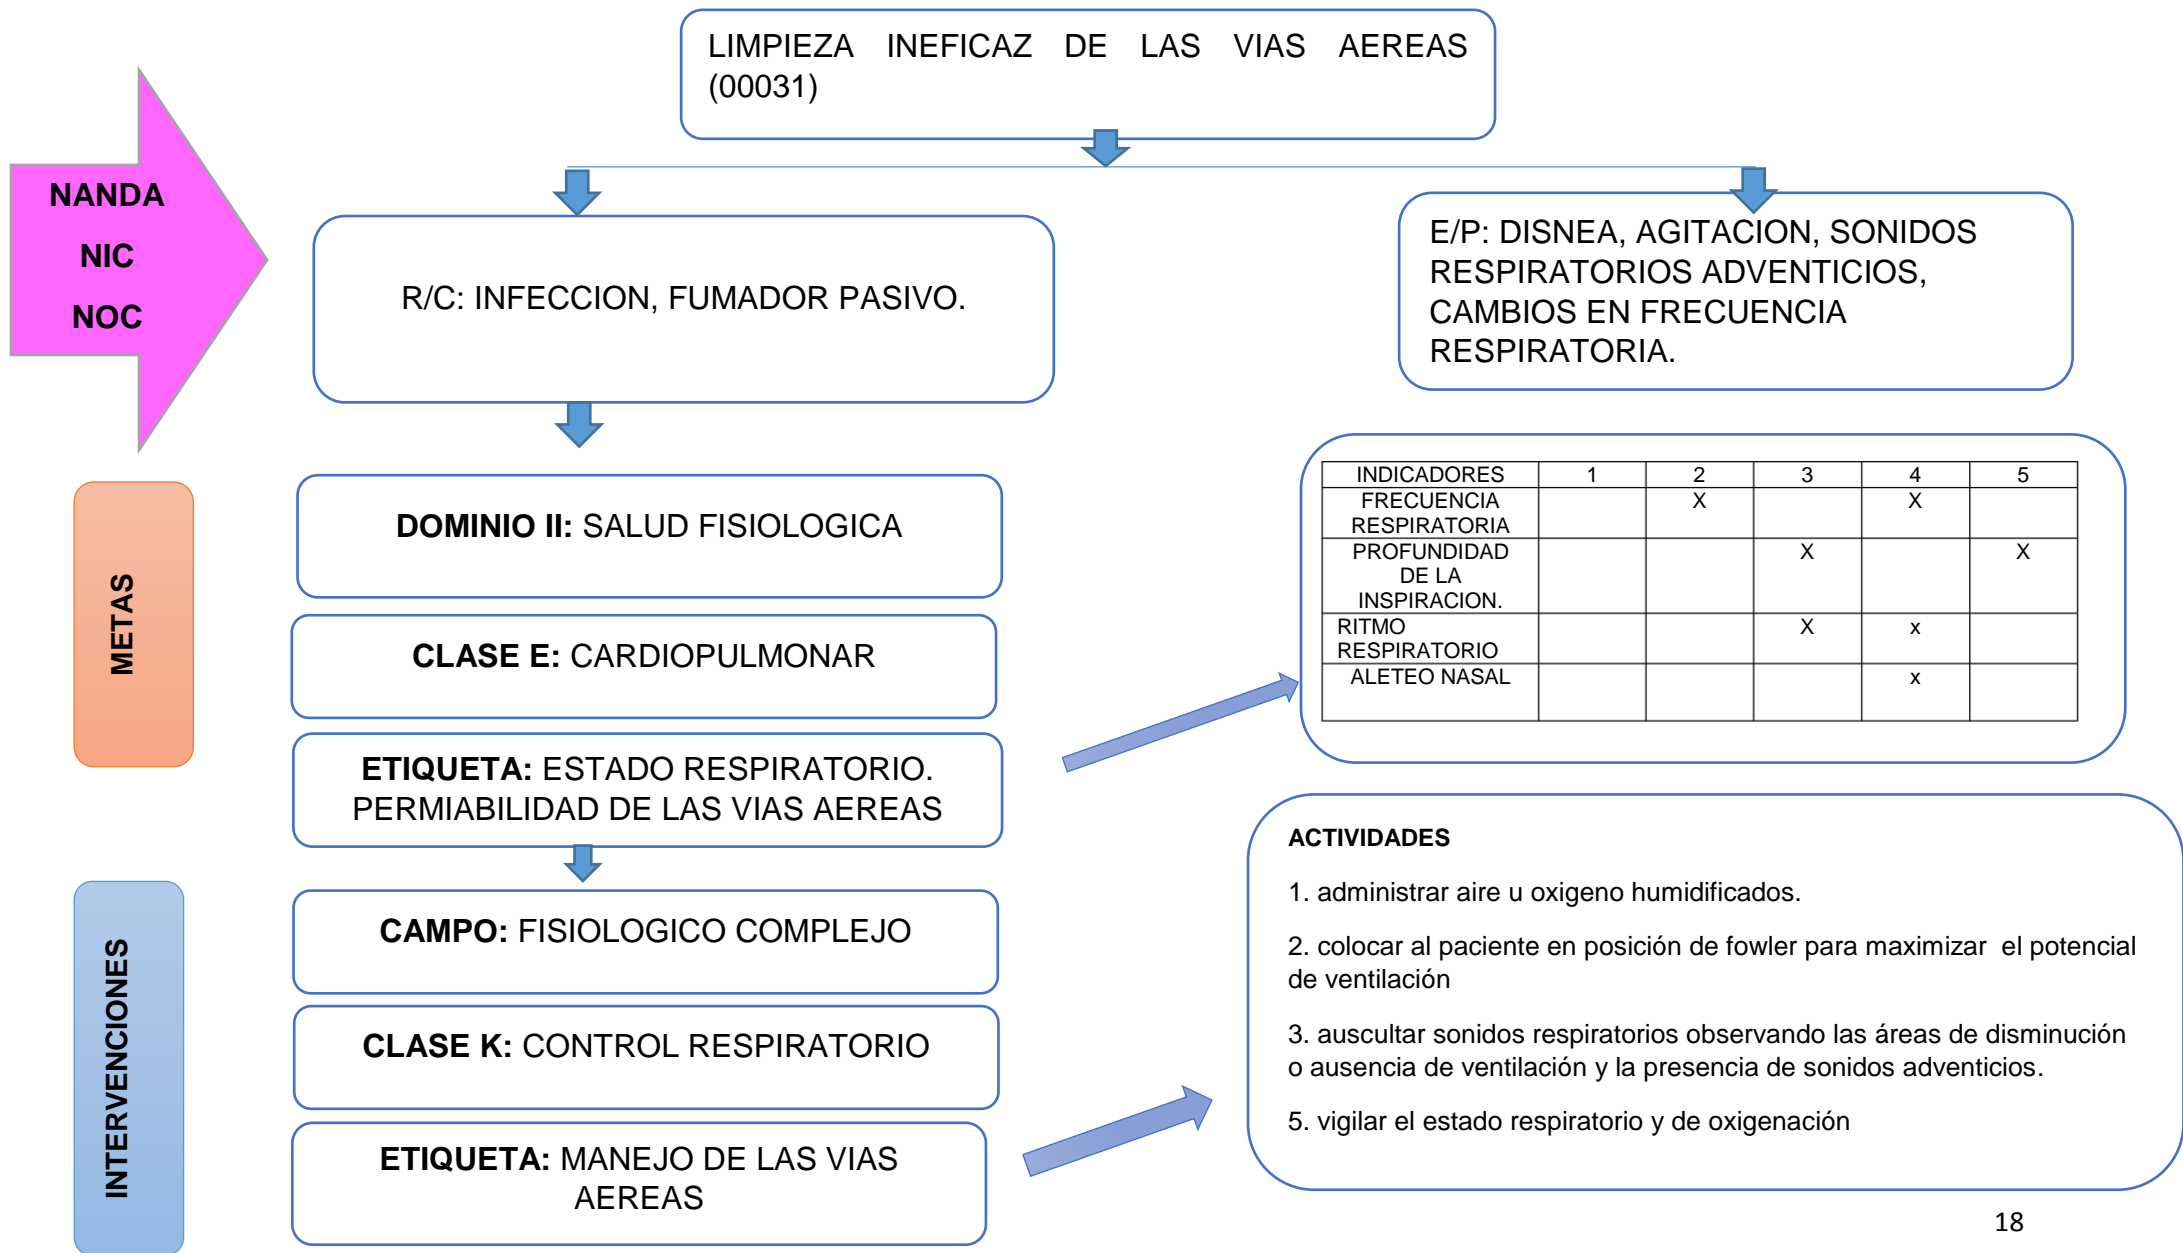 LIMPIEZA INEFICAZ DE LAS VIAS AEREAS
(00031)
NANDA
NIC
NOC
R/C: INFECCION, FUMADOR PASIVO.
E/P: DISNEA, AGITACION, SONIDOS
RESPIRATORIOS ADVENTICIOS,
CAMBIOS EN FRECUENCIA
RESPIRATORIA.
METAS
DOMINIO II: SALUD FISIOLOGICA
CLASE E: CARDIOPULMONAR
ETIQUETA: ESTADO RESPIRATORIO.
PERMIABILIDAD DE LAS VIAS AEREAS
INDICADORES 1 2 3 4 5
FRECUENCIA X X
RESPIRATORIA
PROFUNDIDAD X X
DE LA
INSPIRACION.
RITMO X x
RESPIRATORIO
ALETEO NASAL x
INTERVENCIONES
CAMPO: FISIOLOGICO COMPLEJO
CLASE K: CONTROL RESPIRATORIO
ETIQUETA: MANEJO DE LAS VIAS
AEREAS
ACTIVIDADES
1. administrar aire u oxigeno humidificados.
2. colocar al paciente en posición de fowler para maximizar el potencial
de ventilación
3. auscultar sonidos respiratorios observando las áreas de disminución
o ausencia de ventilación y la presencia de sonidos adventicios.
5. vigilar el estado respiratorio y de oxigenación
18